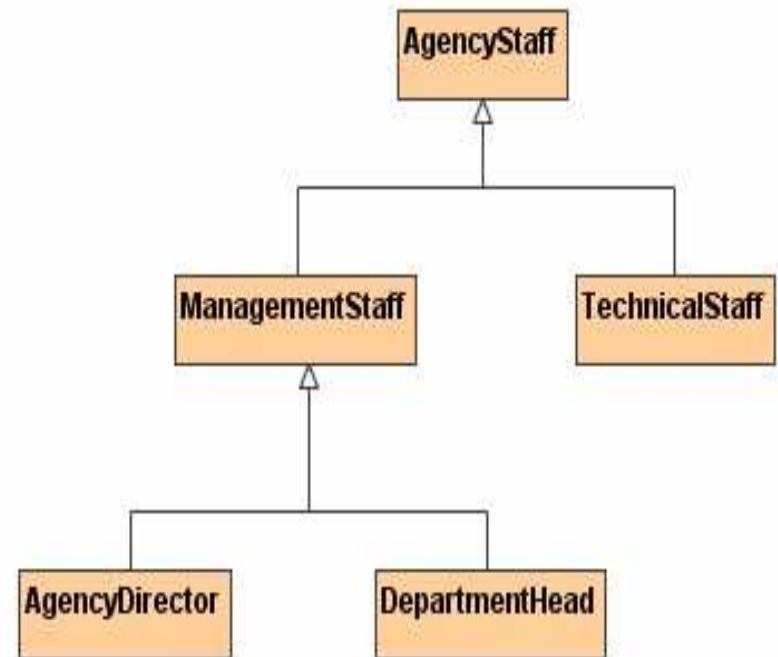 AgencyStaff
ManagementStaff
TechnicalStaff
AgencyDirector
DepartmentHead